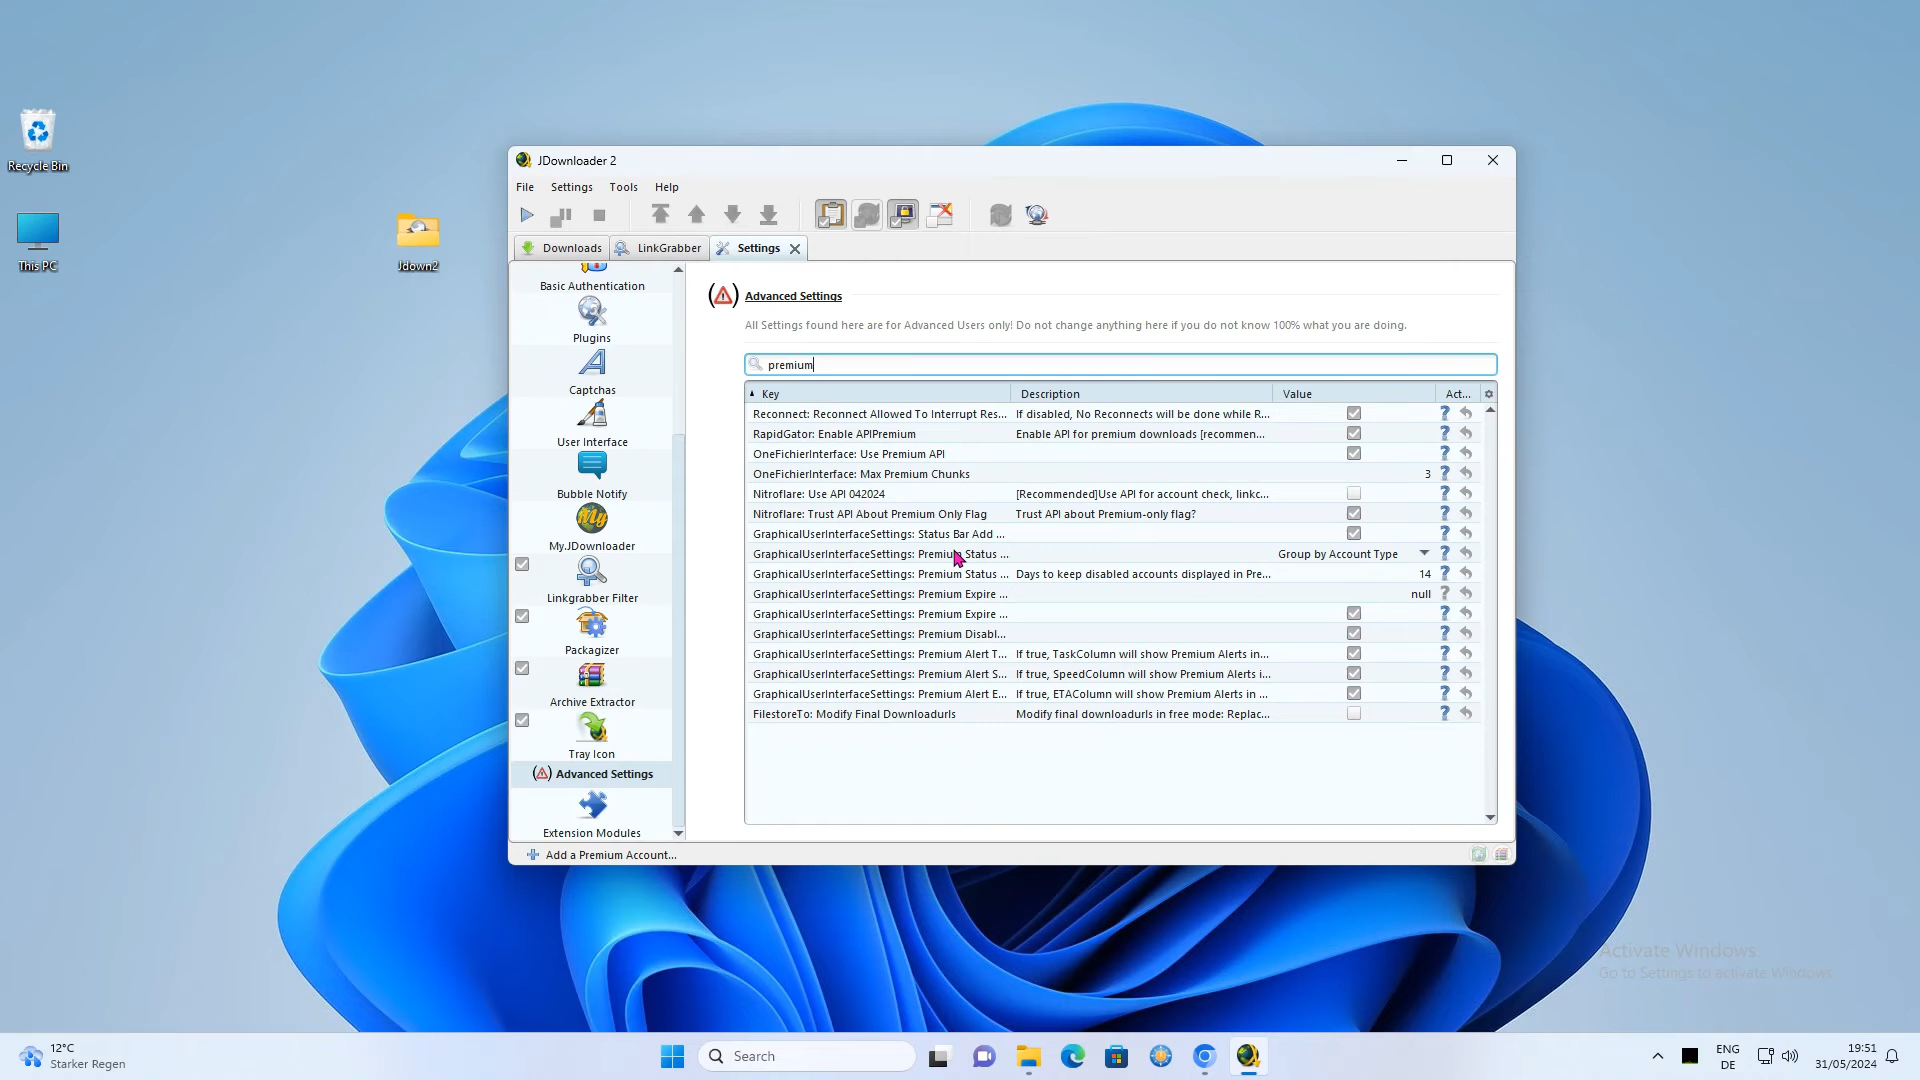 Recycle Bin
This PC
Jdown2
JDownloader 2
File Settings Tools Help
Downloads LinkGrabber Settings
Basic Authentication
Plugins
Captchas
User Interface
Bubble Notify
My
My.JDownloader
Linkgrabber Filter
Packagizer
Archive Extractor
Tray Icon
Advanced Settings
Extension Modules
Advanced Settings
All Settings found here are for Advanced Users only! Do not change anything here if you do not know 100% what you are doing.
premium
Key Description Value Act...
Reconnect: Reconnect Allowed To Interrupt Res... If disabled, No Reconnects will be done while R...
RapidGator: Enable APIPremium Enable API for premium downloads [recommen...
OneFichierInterface: Use Premium API
OneFichierInterface: Max Premium Chunks 3
Nitroflare: Use API 042024 [Recommended]Use API for account check, linkc...
Nitroflare: Trust API About Premium Only Flag Trust API about Premium-only flag?
GraphicalUserInterfaceSettings: Status Bar Add ...
GraphicalUserInterfaceSettings: Premium Status ... Group by Account Type
GraphicalUserInterfaceSettings: Premium Status ... Days to keep disabled accounts displayed in Pre... 14
GraphicalUserInterfaceSettings: Premium Expire ... null
GraphicalUserInterfaceSettings: Premium Expire ...
GraphicalUserInterfaceSettings: Premium Disabl...
GraphicalUserInterfaceSettings: Premium Alert T... If true, TaskColumn will show Premium Alerts in...
GraphicalUserInterfaceSettings: Premium Alert S... If true, SpeedColumn will show Premium Alerts i...
GraphicalUserInterfaceSettings: Premium Alert E... If true, ETAColumn will show Premium Alerts in ...
FilestoreTo: Modify Final Downloadurls Modify final downloadurls in free mode: Replac...
Add a Premium Account...
Activate Windows
Go to Settings to activate Windows.
12°C
Starker Regen
Search
ENG
DE
19:51
31/05/2024